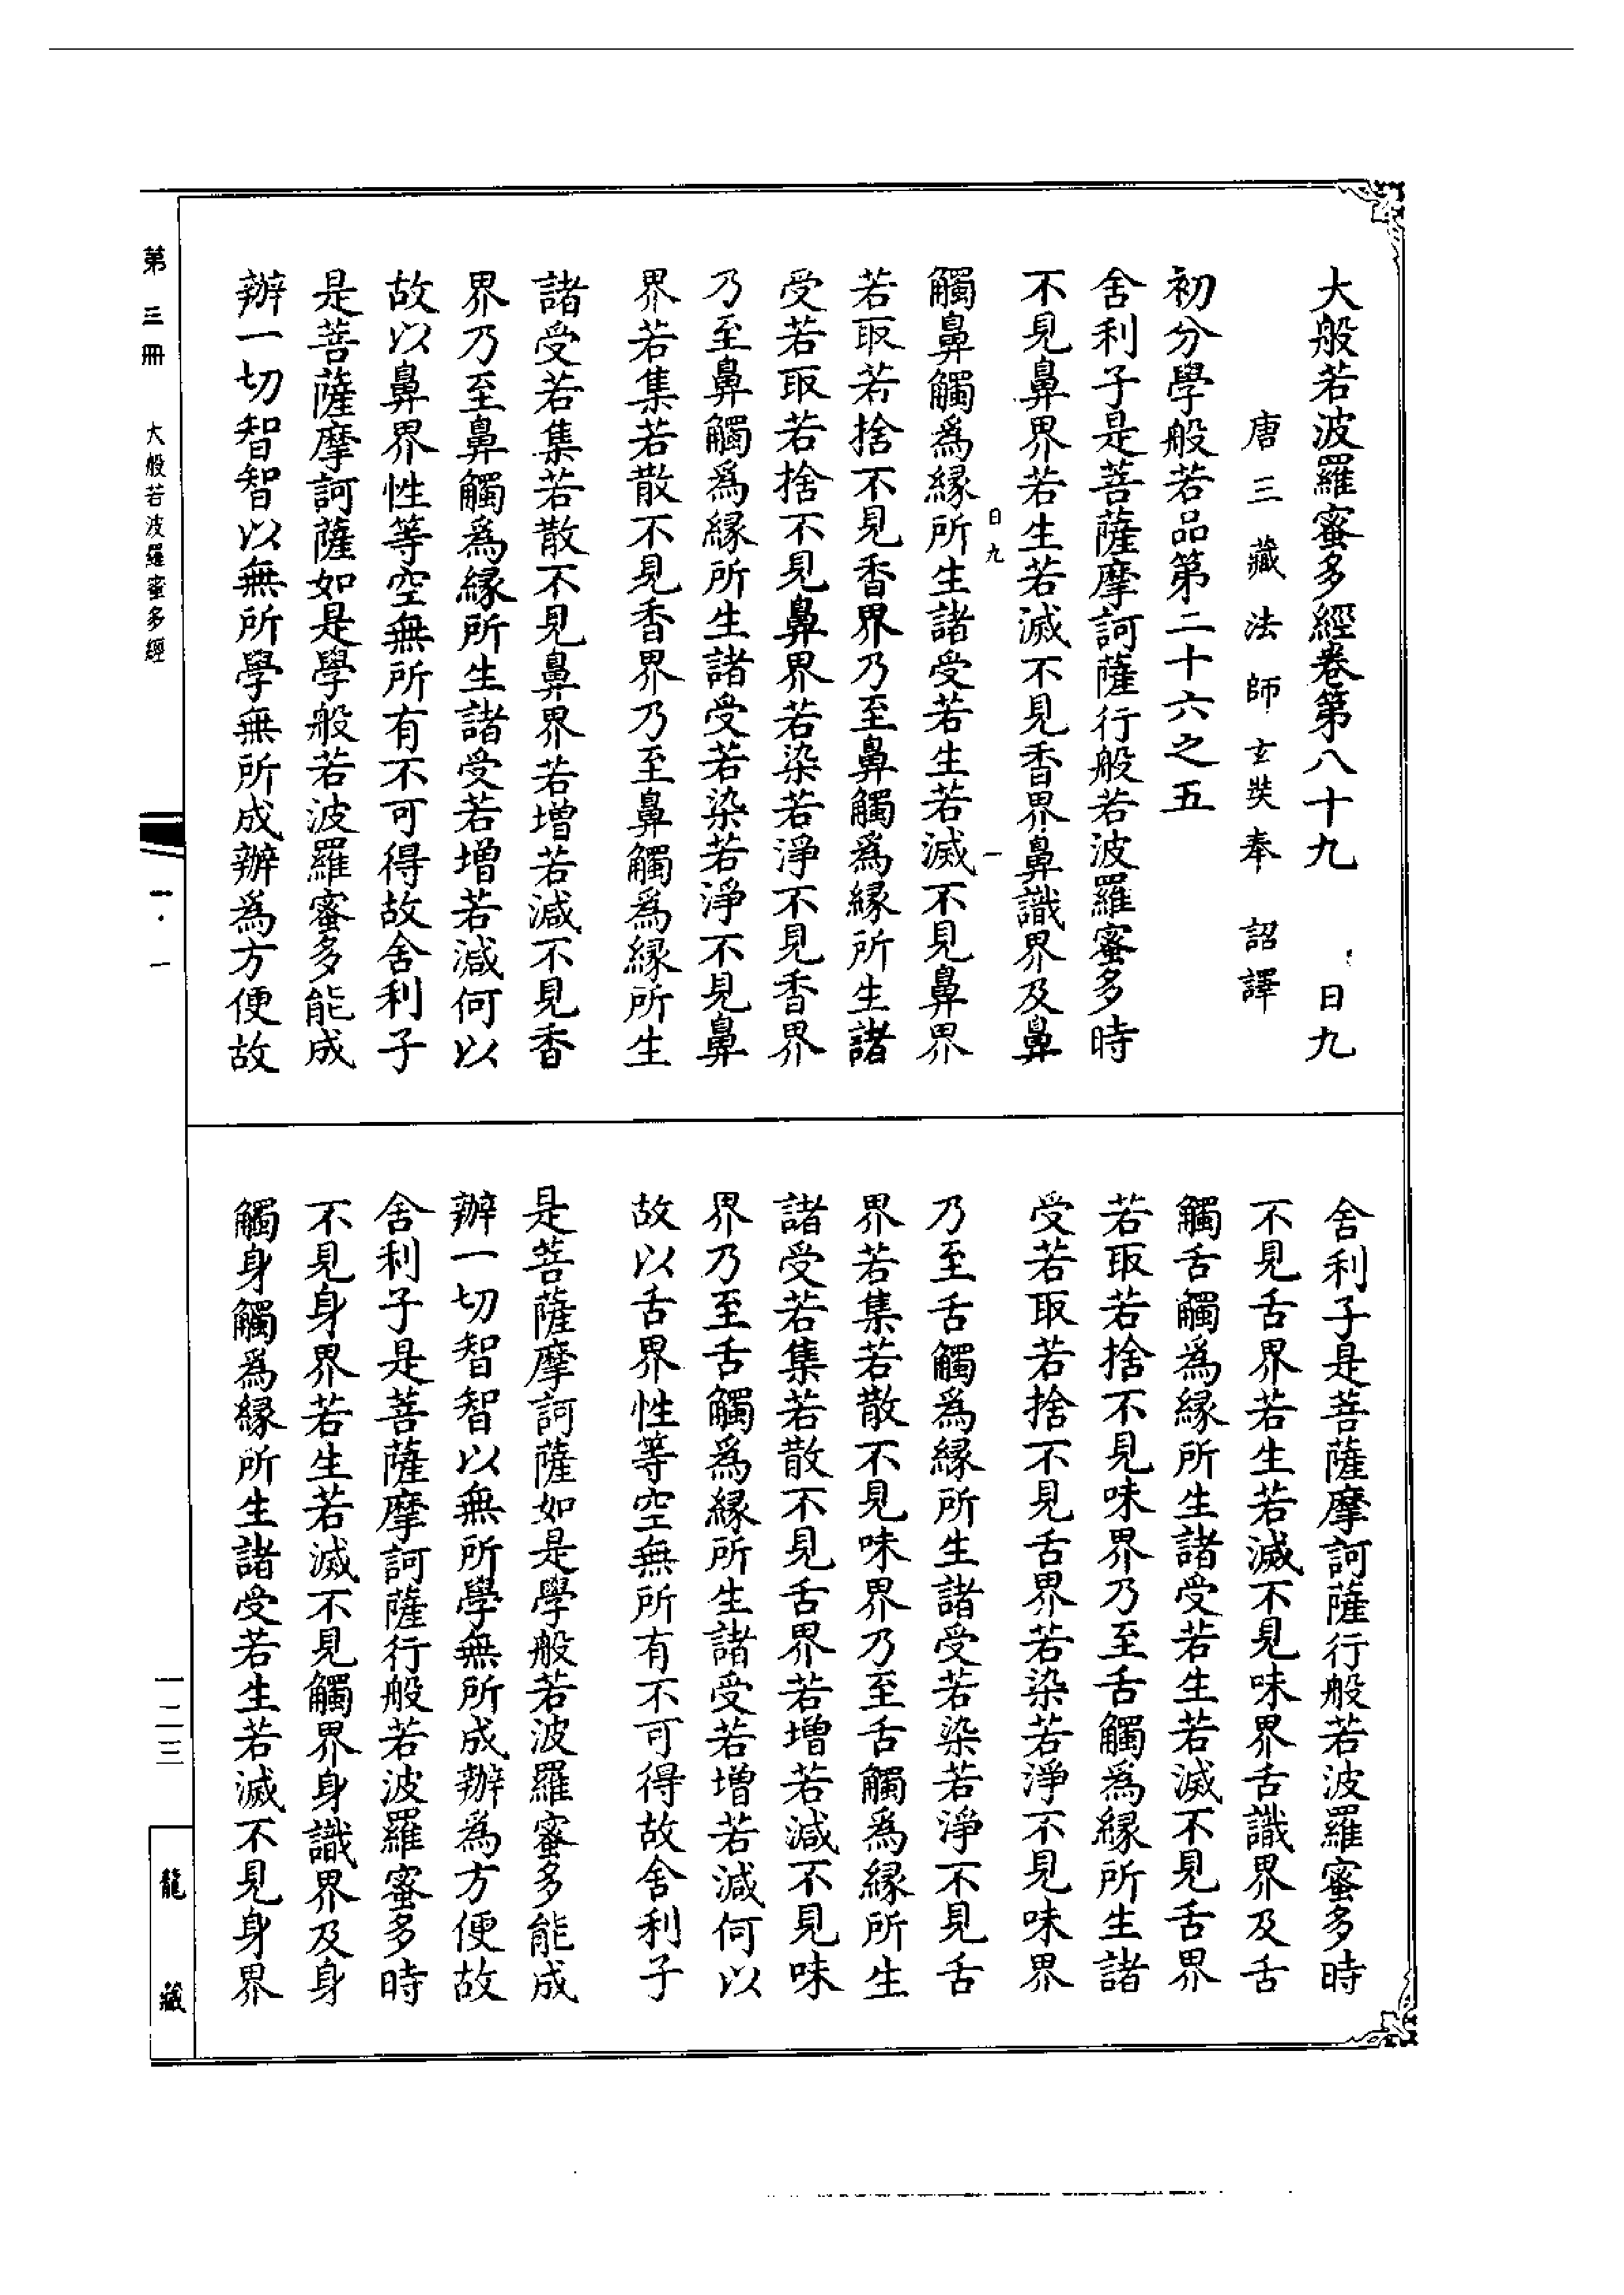 大般若波羅蜜多經卷第八十九　日九
唐三藏法師玄奘奉　詔譯
初分學般若品第二十六之五
舍利子是菩薩摩訶薩行般若波羅蜜多時
不見鼻界若生若滅不見香界鼻識界及鼻
日九　一
觸鼻觸爲緣所生諸受若生若滅不見鼻界
若取若捨不見香界乃至鼻觸爲緣所生諸
受若取若捨不見鼻界若染若淨不見香界
乃至鼻觸爲緣所生諸受若染若淨不見鼻
界若集若散不見香界乃至鼻觸爲緣所生
諸受若集若散不見鼻界若增若減不見香
界乃至鼻觸爲緣所生諸受若增若減何以
故以鼻界性等空無所有不可得故舍利子
是菩薩摩訶薩如是學般若波羅蜜多能成
辦一切智智以無所學無所成辦爲方便故
舍利子是菩薩摩訶薩行般若波羅蜜多時
不見舌界若生若滅不見味界舌識界及舌
觸舌觸爲緣所生諸受若生若滅不見舌界
若取若捨不見味界乃至舌觸爲緣所生諸
受若取若捨不見舌界若染若淨不見味界
乃至舌觸爲緣所生諸受若染若淨不見舌
界若集若散不見味界乃至舌觸爲緣所生
諸受若集若散不見舌界若增若減不見味
界乃至舌觸爲緣所生諸受若增若減何以
故以舌界性等空無所有不可得故舍利子
是菩薩摩訶薩如是學般若波羅蜜多能成
辦一切智智以無所學無所成辦爲方便故
舍利子是菩薩摩訶薩行般若波羅蜜多時
不見身界若生若滅不見觸界身識界及身
觸身觸爲緣所生諸受若生若滅不見身界
第三冊　大般若波羅蜜多經　一·一
一二三
龍藏